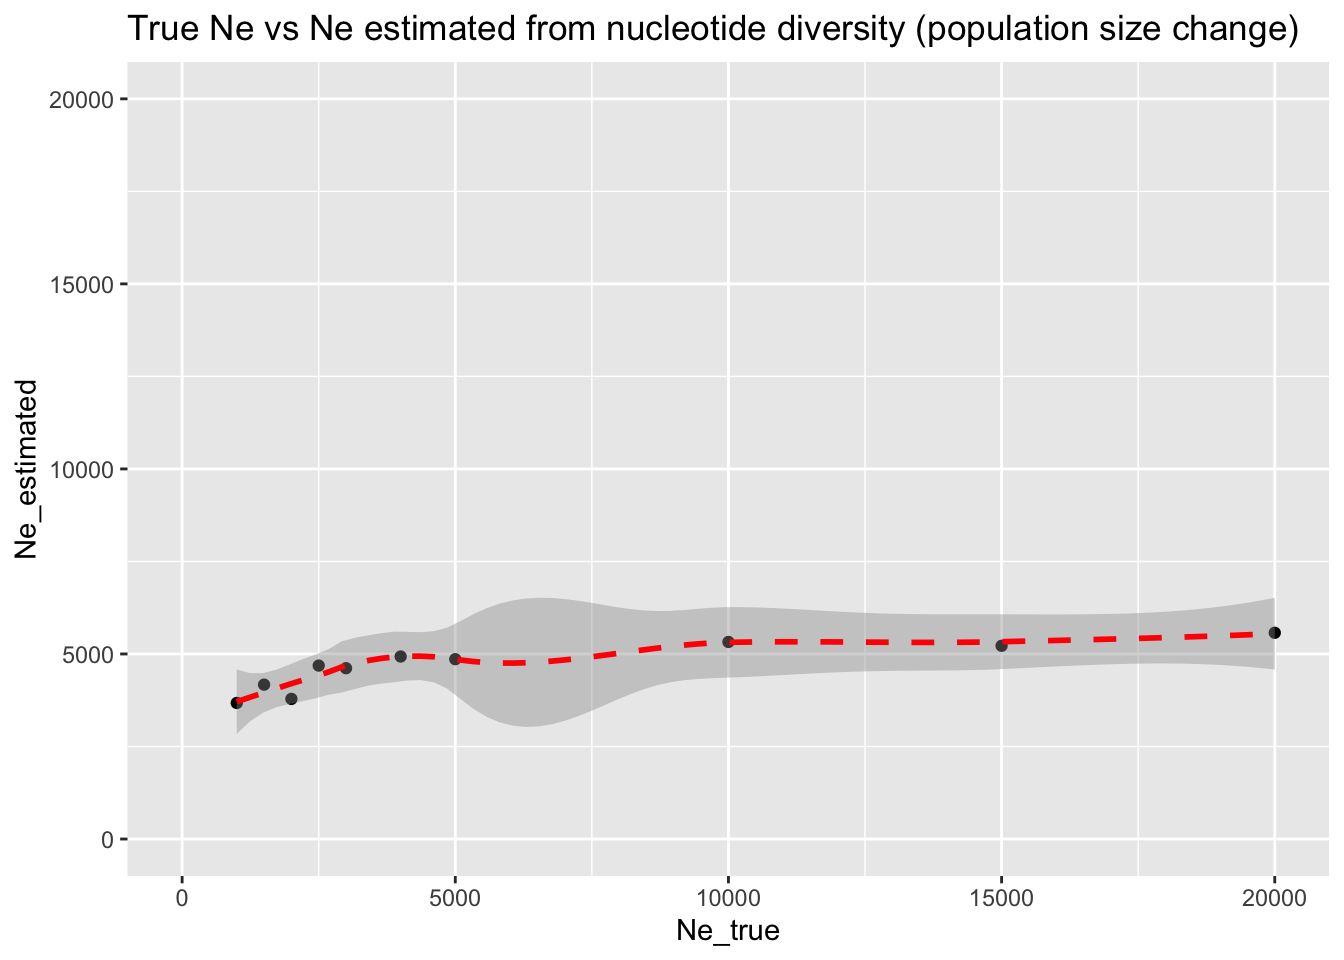 True Ne vs Ne estimated from nucleotide diversity (population size change)
20000
15000
10000
5000
0
Ne_estimated
0 5000 10000 15000 20000
Ne_true